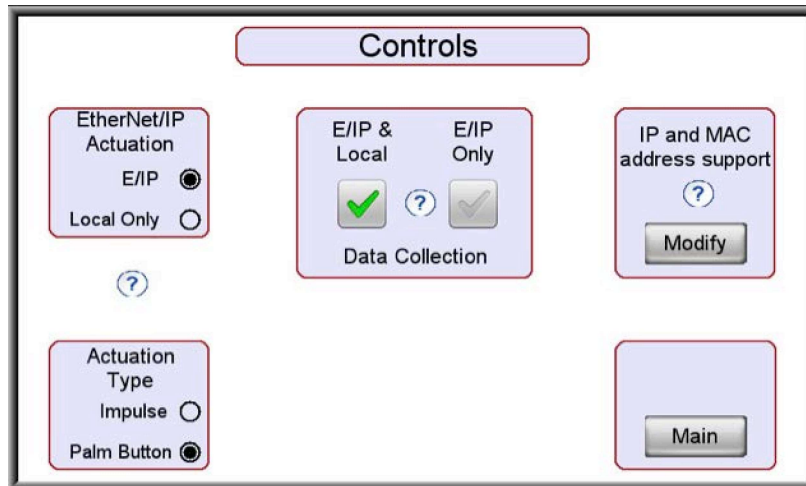 Controls
EtherNet/IP
Actuation
E/IP
Local Only
?
Actuation
Type
Impulse
Palm Button
E/IP &
Local
E/IP
Only
?
Data Collection
IP and MAC
address support
?
Modify
Main